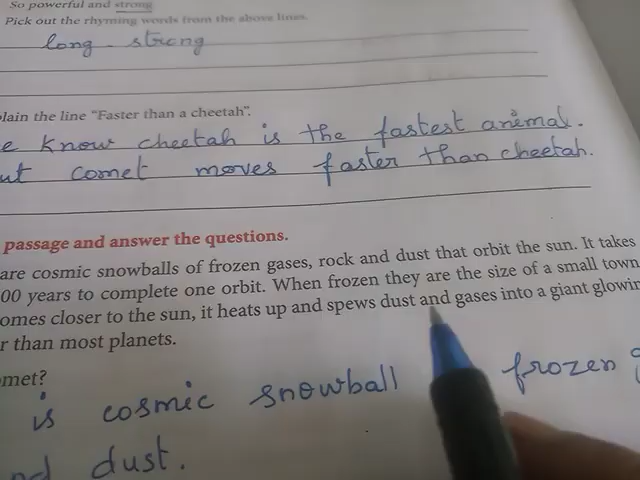 So powerful and strong
Pick out the rhyming words from the above lines.
long - strong
lain the line "Faster than a cheetah".
e know cheetah is the fastest animal.
ut comet moves faster than cheetah.
passage and answer the questions.
are cosmic snowballs of frozen gases, rock and dust that orbit the sun. It takes
00 years to complete one orbit. When frozen they are the size of a small town
omes closer to the sun, it heats up and spews dust and gases into a giant glowin
r than most planets.
met?
is cosmic snowball frozen g
nd dust.